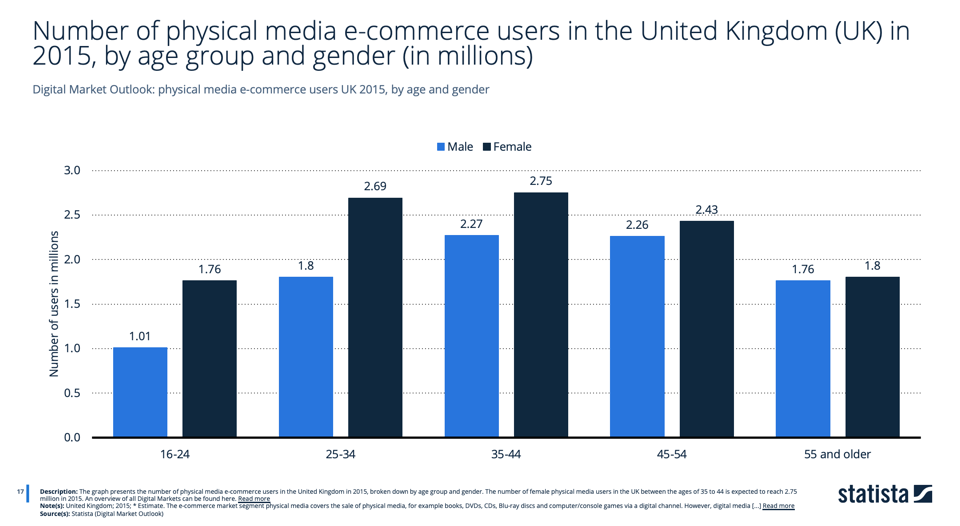 Number of physical media e-commerce users in the United Kingdom (UK) in
2015, by age group and gender (in millions)
Digital Market Outlook: physical media e-commerce users UK 2015, by age and gender
Male Female
Number of users in millions
3.0
2.5
2.0
1.5
1.0
0.5
0.0
1.01
1.76
1.8
2.69
2.27
2.75
2.26
2.43
1.76
1.8
16-24
25-34
35-44
45-54
55 and older
17
Description: The graph presents the number of physical media e-commerce users in the United Kingdom in 2015, broken down by age group and gender. The number of female physical media users in the UK between the ages of 35 to 44 is expected to reach 2.75
million in 2015. An overview of all Digital Markets can be found here. Read more
Note(s): United Kingdom; 2015; * Estimate. The e-commerce market segment physical media covers the sale of physical media, for example books, DVDs, CDs, Blu-ray discs and computer/console games via a digital channel. However, digital media [...] Read more
Source(s): Statista (Digital Market Outlook)
statista